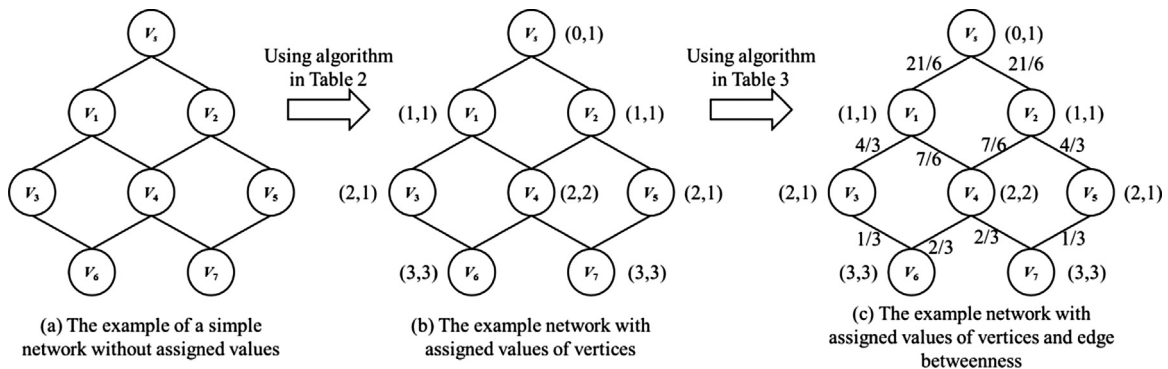 Vs
V1
V2
V3
V4
V5
V6
V7
(a) The example of a simple
network without assigned values
Using algorithm
in Table 2
Vs (0,1)
(1,1) V1
V2 (1,1)
(2,1) V3
V4 (2,2)
V5 (2,1)
(3,3) V6
V7 (3,3)
(b) The example network with
assigned values of vertices
Using algorithm
in Table 3
Vs (0,1)
21/6 21/6
(1,1) V1
V2 (1,1)
4/3 7/6 7/6 4/3
(2,1) V3
V4 (2,2)
V5 (2,1)
1/3 2/3 2/3 1/3
(3,3) V6
V7 (3,3)
(c) The example network with
assigned values of vertices and edge
betweenness